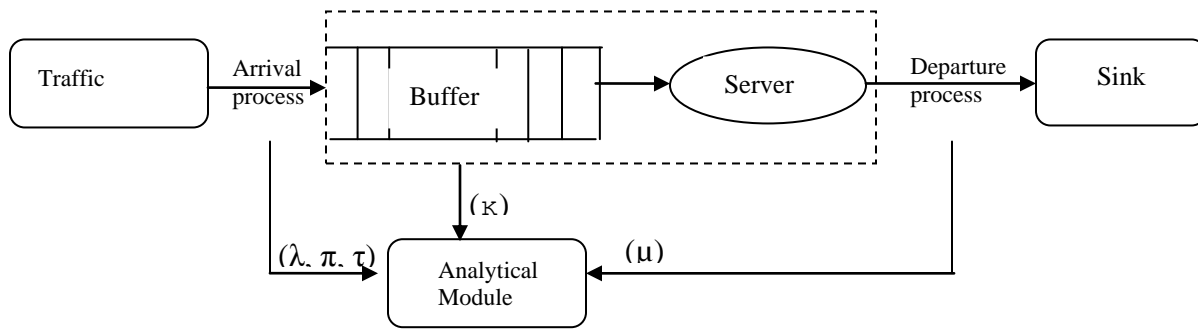 Traffic
Arrival
process
Buffer
Server
Departure
process
Sink
(κ)
(λ, π, τ)
(μ)
Analytical
Module